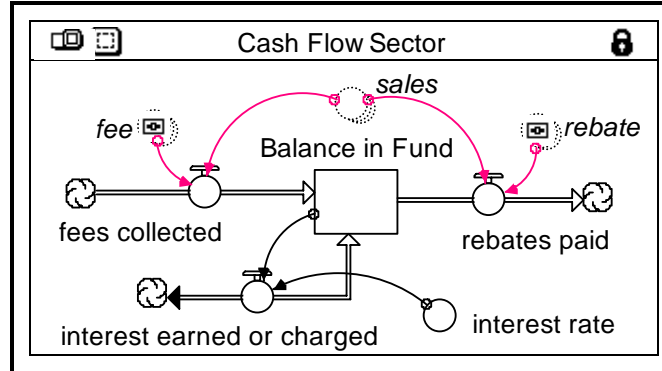 Cash Flow Sector
sales
fee
rebate
Balance in Fund
fees collected
rebates paid
interest earned or charged
interest rate